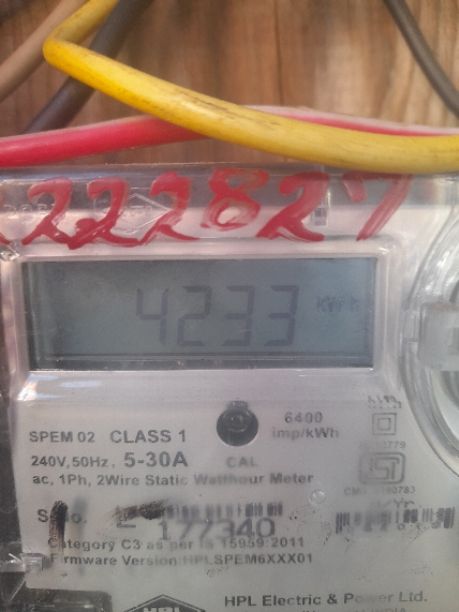 222827
4233 kWh
6400
imp/kWh
SPEM 02 CLASS 1
240V, 50Hz, 5-30A CAL
ac, 1Ph, 2Wire Static Watthour Meter
177340
Category C3 as per Is 15959:2011
Firmware Version:HPLSPEM6XXX01
HPL Electric & Power Ltd.
HPL